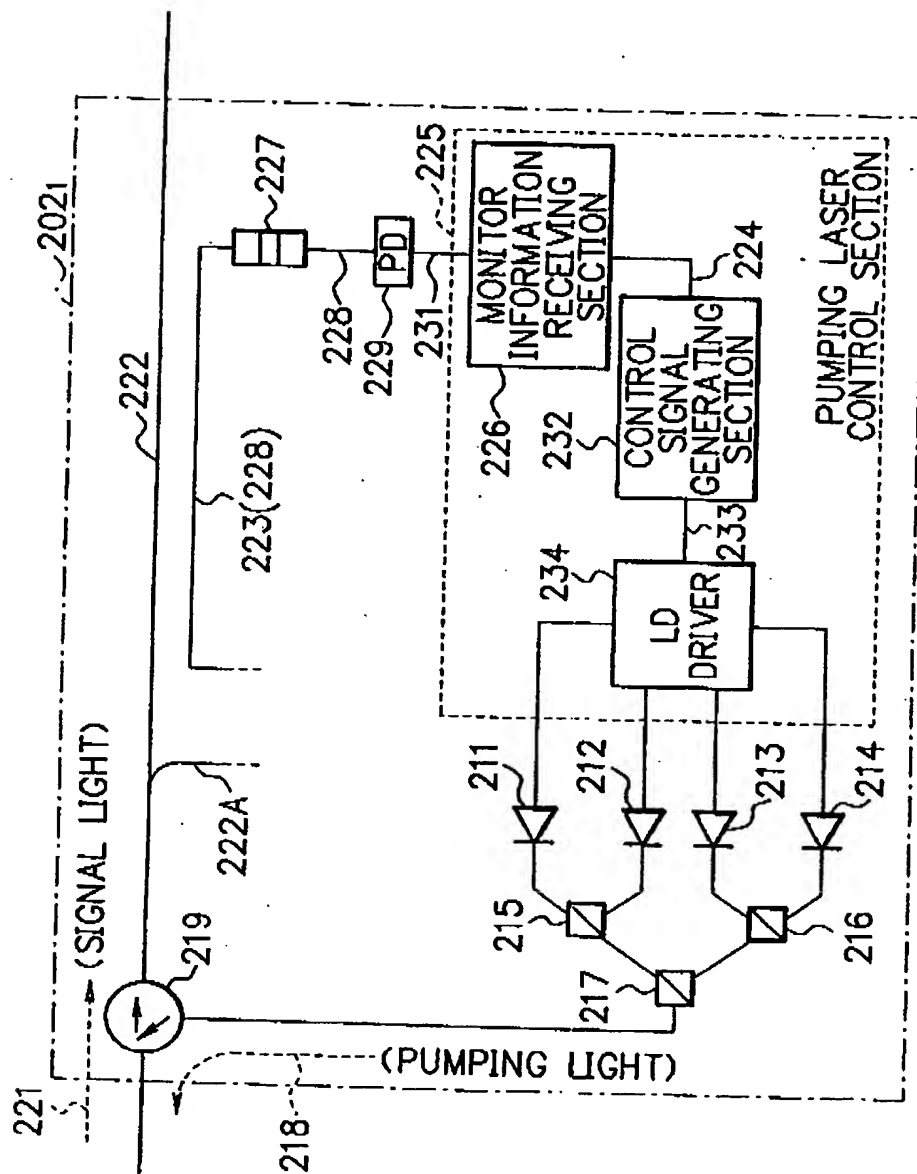 202₁
221
(SIGNAL LIGHT)
219
222
222A
223(228)
227
228
PD
229
231
225
MONITOR
INFORMATION
RECEIVING
SECTION
226
224
CONTROL
SIGNAL
GENERATING
SECTION
232
233
234
LD
DRIVER
PUMPING LASER
CONTROL SECTION
211
212
213
214
215
216
217
218
(PUMPING LIGHT)